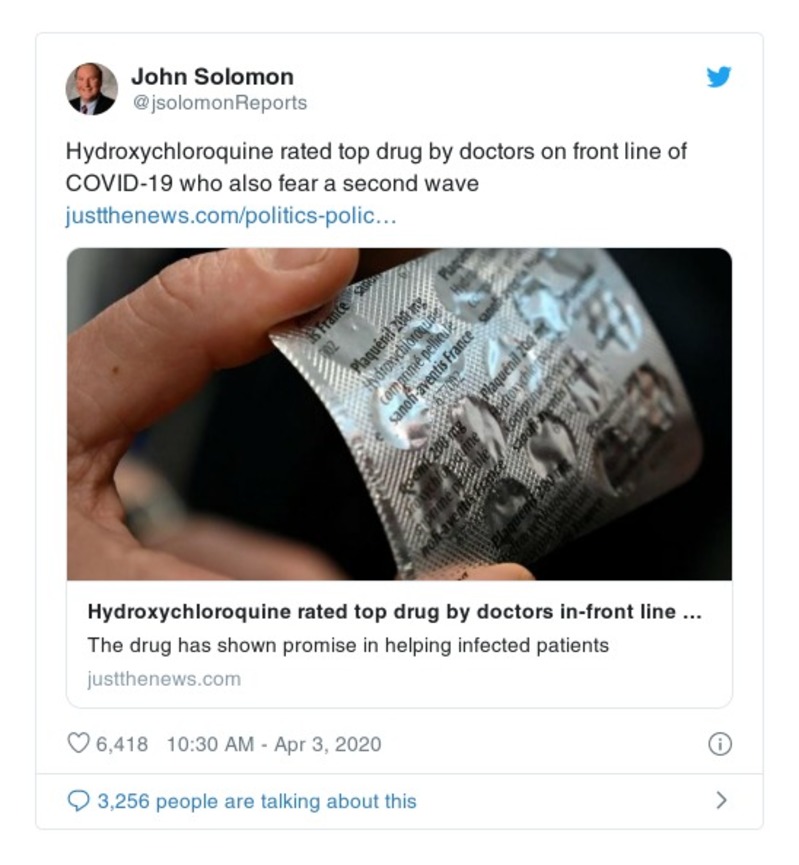 John Solomon
@jsolomonReports
Hydroxychloroquine rated top drug by doctors on front line of
COVID-19 who also fear a second wave
justthenews.com/politics-polic…
Plaquénil 200 mg
hydroxychloroquine
comprimé pelliculé
sanofi-aventis France
Hydroxychloroquine rated top drug by doctors in-front line ...
The drug has shown promise in helping infected patients
justthenews.com
6,418 10:30 AM - Apr 3, 2020
3,256 people are talking about this